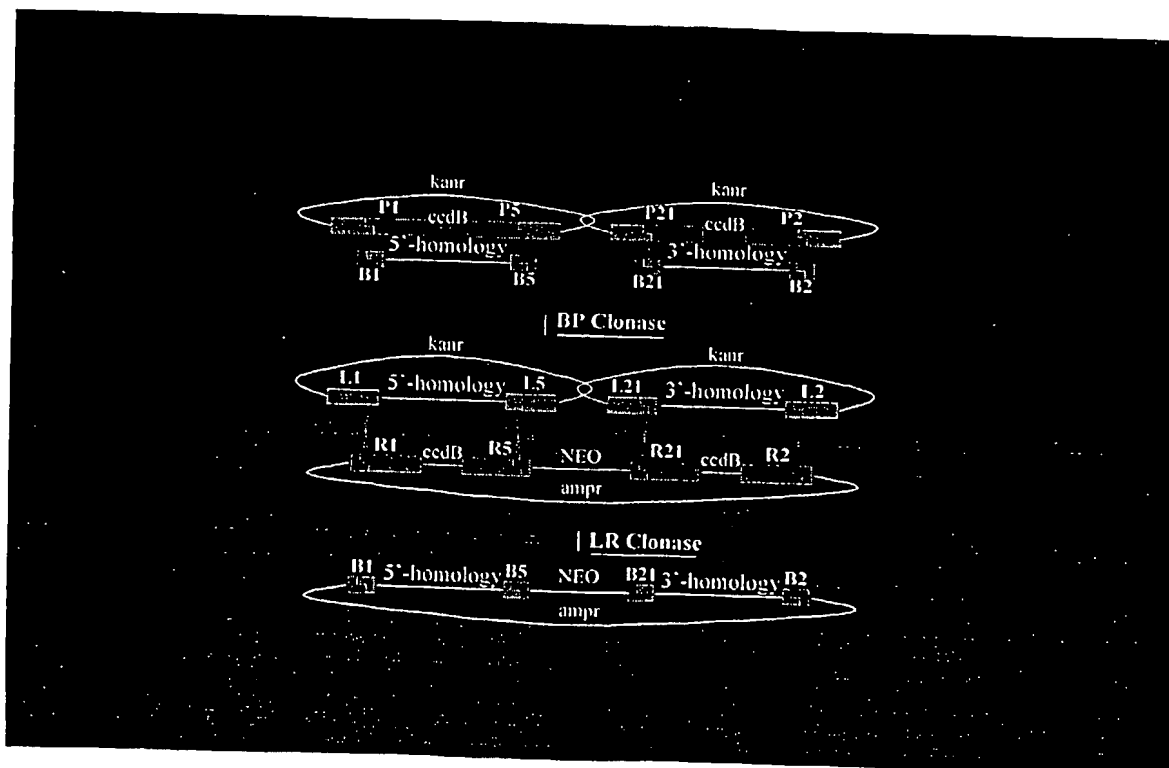 kanr kanr
P1 ccdB P5 P21 ccdB P2
5'-homology 3'-homology
B1 B5 B21 B2
BP Clonase
kanr kanr
L1 5'-homology L5 L21 3'-homology L2
R1 ccdB R5 NEO R21 ccdB R2
ampr
LR Clonase
B1 5'-homology B5 NEO B21 3'-homology B2
ampr